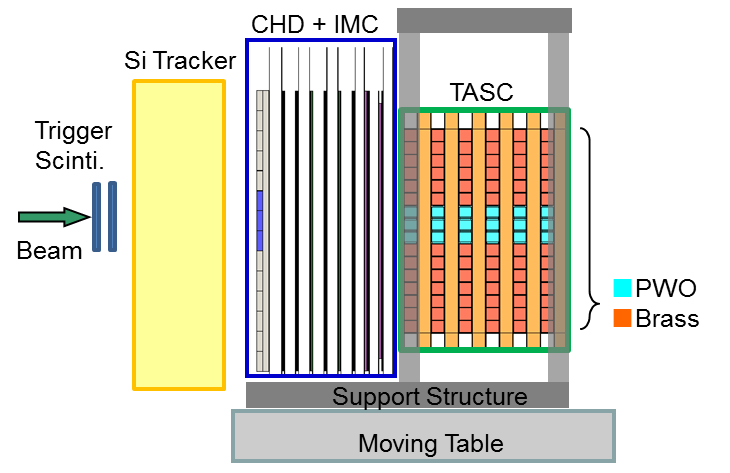 CHD + IMC
Si Tracker
TASC
Trigger
Scinti.
Beam
PWO
Brass
Support Structure
Moving Table